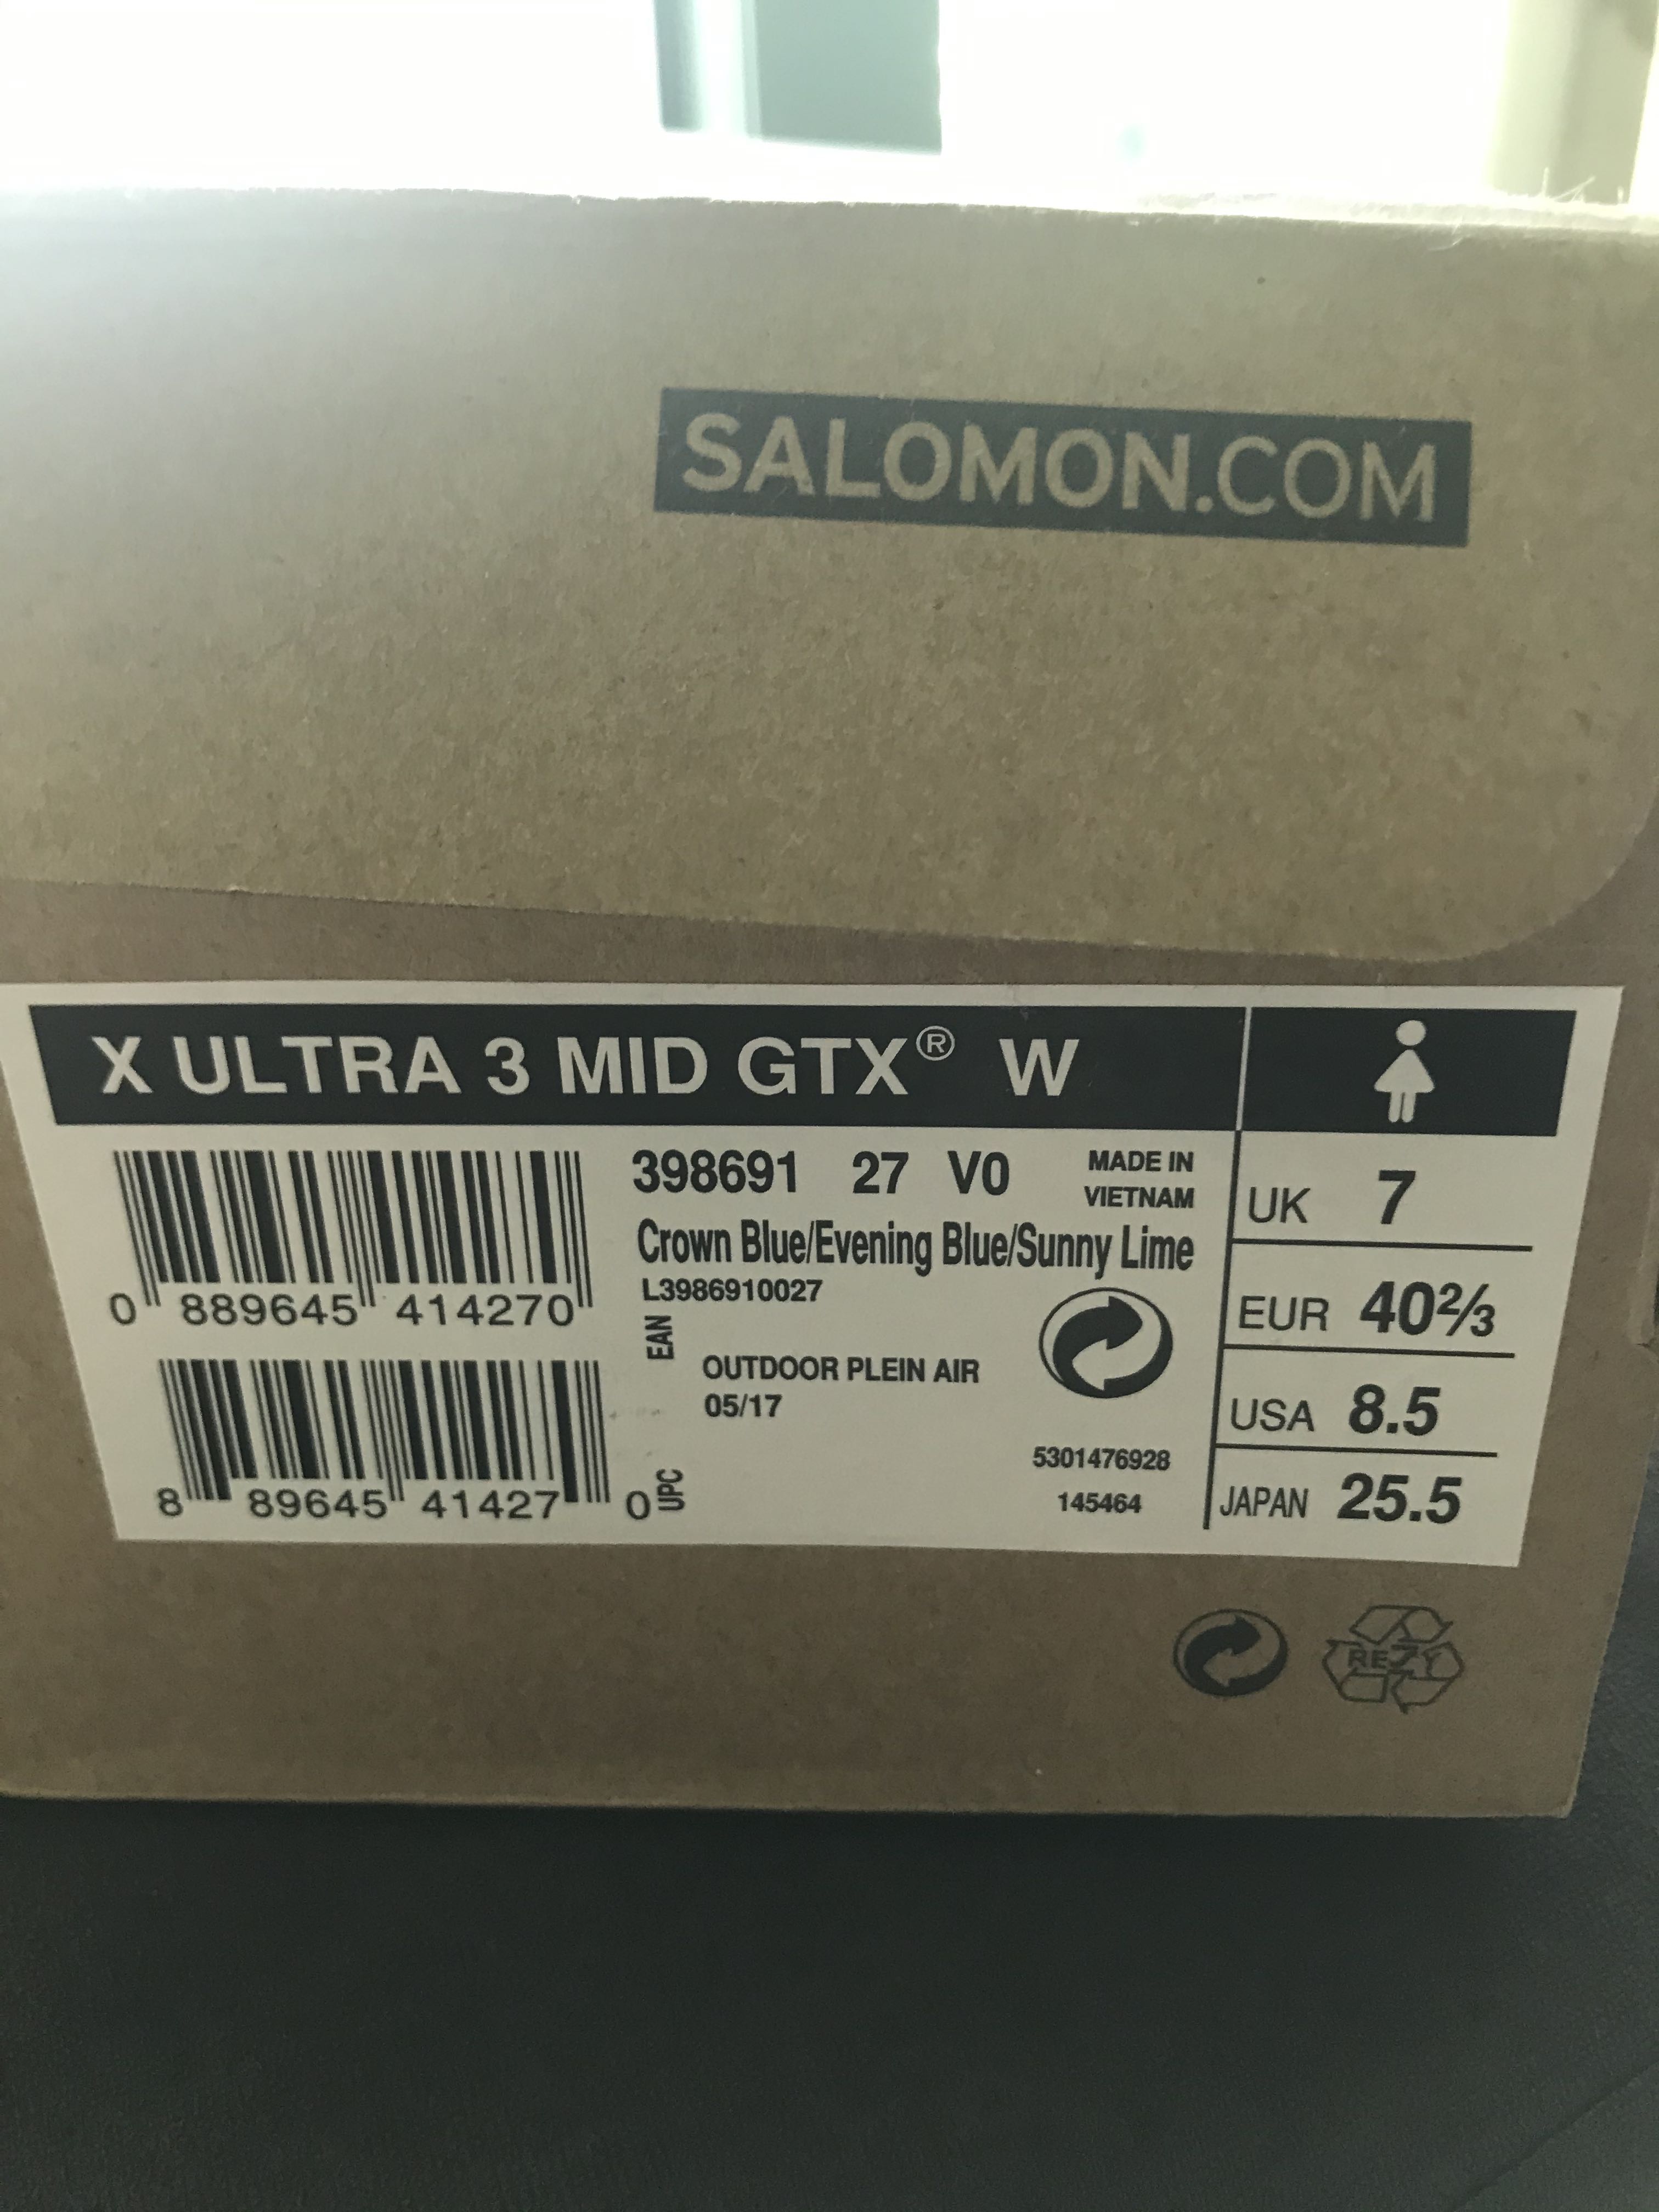 SALOMON.COM
X ULTRA 3 MID GTX® W
398691 27 V0
MADE IN
VIETNAM
Crown Blue/Evening Blue/Sunny Lime
L3986910027
0 889645 414270
EAN
OUTDOOR PLEIN AIR
05/17
8 89645 41427 0
UPC
5301476928
145464
UK 7
EUR 40⅔
USA 8.5
JAPAN 25.5
REZY